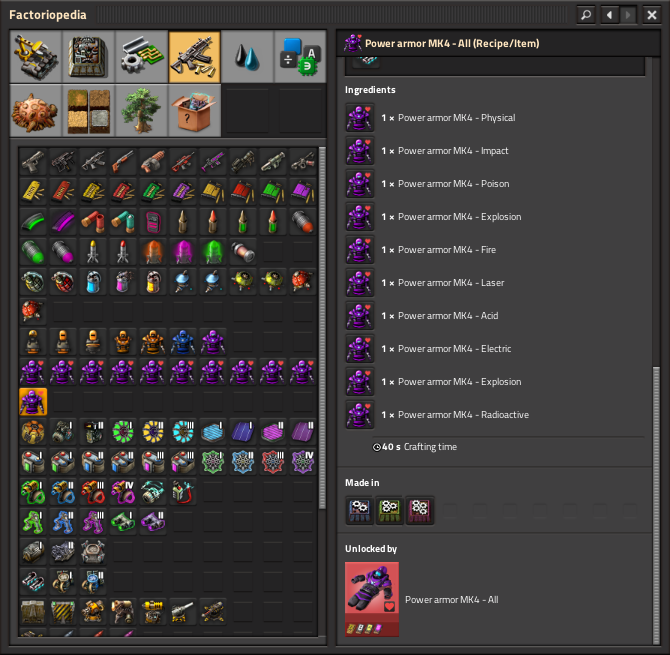 Factoriopedia
Power armor MK4 - All (Recipe/Item)
Ingredients
1 × Power armor MK4 - Physical
1 × Power armor MK4 - Impact
1 × Power armor MK4 - Poison
1 × Power armor MK4 - Explosion
1 × Power armor MK4 - Fire
1 × Power armor MK4 - Laser
1 × Power armor MK4 - Acid
1 × Power armor MK4 - Electric
1 × Power armor MK4 - Explosion
1 × Power armor MK4 - Radioactive
40 s Crafting time
Made in
Unlocked by
Power armor MK4 - All